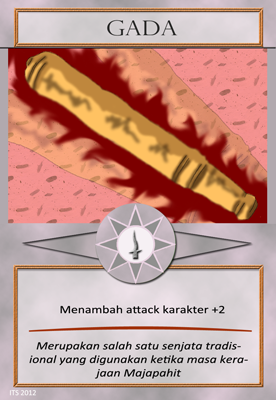 GADA
Menambah attack karakter +2
Merupakan salah satu senjata tradis-
ional yang digunakan ketika masa kera-
jaan Majapahit
ITS 2012